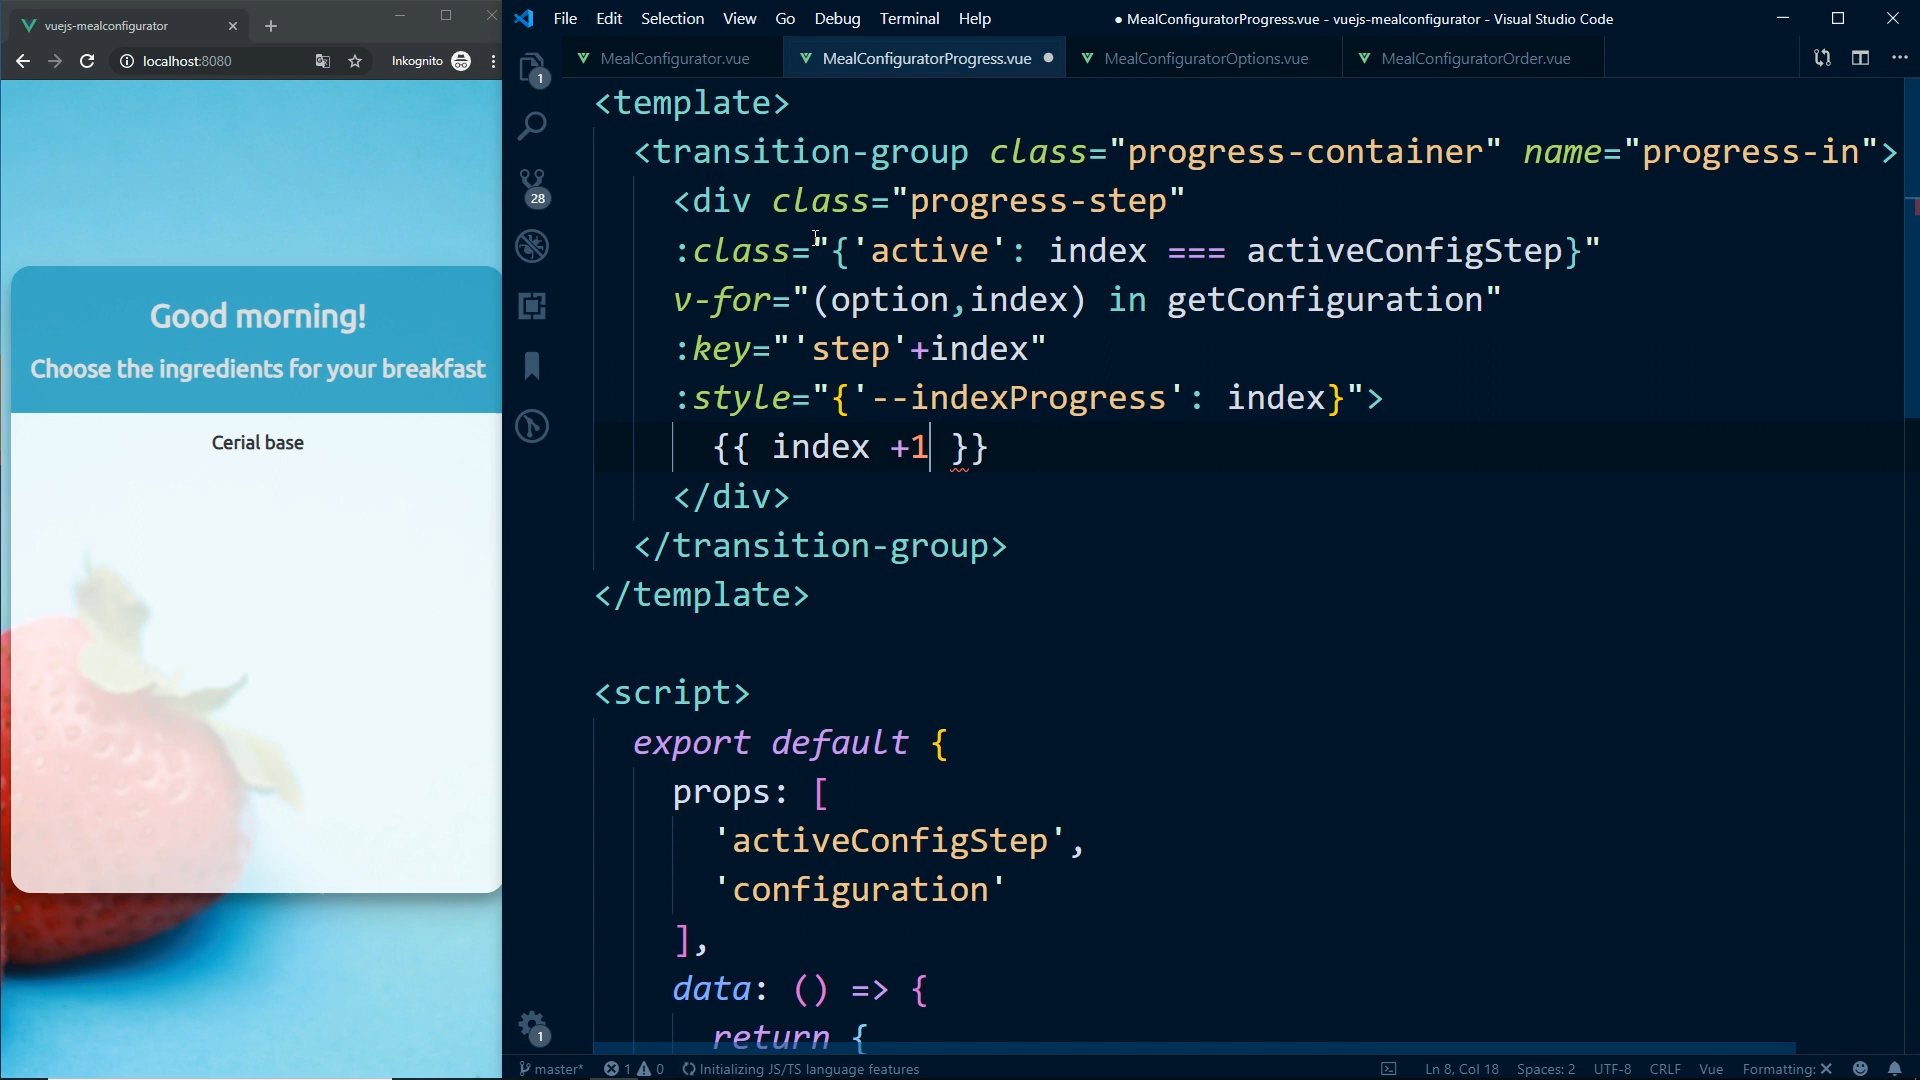 vuejs-mealconfigurator
localhost:8080
Inkognito
Good morning!
Choose the ingredients for your breakfast
Cerial base
File Edit Selection View Go Debug Terminal Help
● MealConfiguratorProgress.vue - vuejs-mealconfigurator - Visual Studio Code
MealConfigurator.vue
MealConfiguratorProgress.vue
MealConfiguratorOptions.vue
MealConfiguratorOrder.vue
1
28
1
<template>
<transition-group class="progress-container" name="progress-in">
<div class="progress-step"
:class="{'active': index === activeConfigStep}"
v-for="(option,index) in getConfiguration"
:key="'step'+index"
:style="{'--indexProgress': index}">
{{ index +1 }}
</div>
</transition-group>
</template>
<script>
export default {
props: [
'activeConfigStep',
'configuration'
],
data: () => {
return {
master* 1 0 Initializing JS/TS language features
Ln 8, Col 18 Spaces: 2 UTF-8 CRLF Vue Formatting: ✕